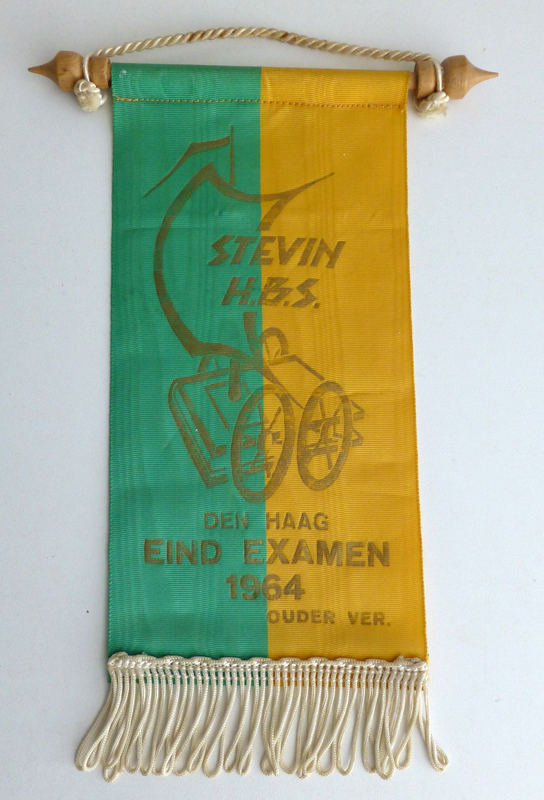 STEVIN
H.B.S.
DEN HAAG
EIND EXAMEN
1964
OUDER VER.